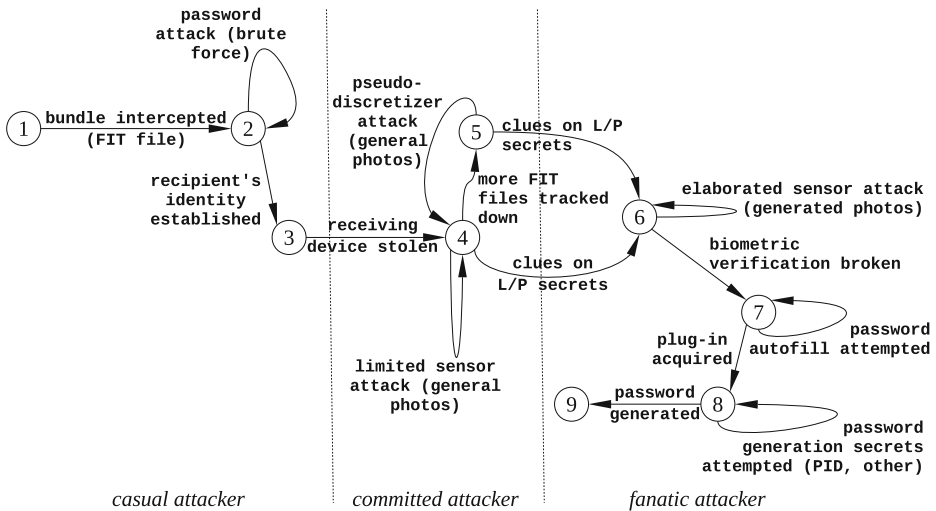 password
attack (brute
force)
1
bundle intercepted
(FIT file)
2
recipient's
identity
established
3
receiving
device stolen
pseudo-
discretizer
attack
(general
photos)
5
clues on L/P
secrets
more FIT
files tracked
down
4
clues on
L/P secrets
limited sensor
attack (general
photos)
6
elaborated sensor attack
(generated photos)
biometric
verification broken
7
password
autofill attempted
plug-in
acquired
8
password
generated
9
password
generation secrets
attempted (PID, other)
casual attacker
committed attacker
fanatic attacker